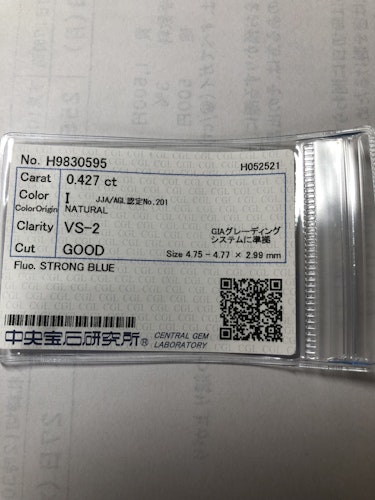 No. H9830595
H052521
Carat 0.427 ct
Color I JJA/AGL認定No.201
ColorOrigin NATURAL
Clarity VS-2
GIAグレーディング
システムに準拠
Cut GOOD
Size 4.75 - 4.77 × 2.99 mm
Fluo. STRONG BLUE
中央宝石研究所®
CENTRAL GEM
LABORATORY